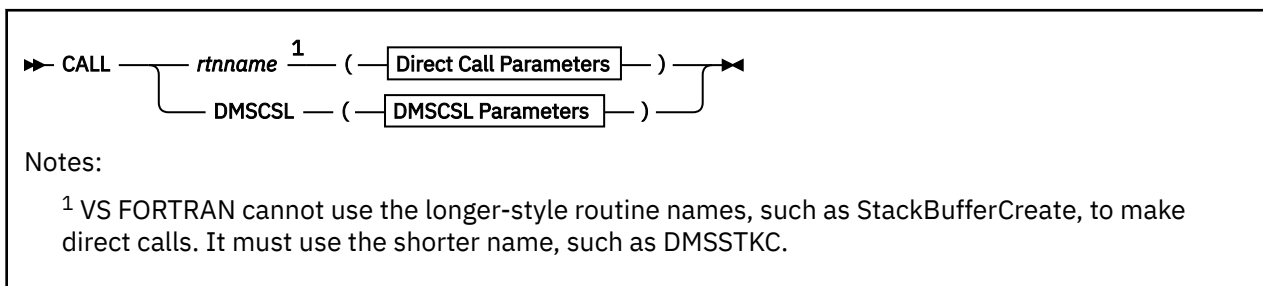 CALL rtnname 1 ( Direct Call Parameters )
DMSCSL ( DMSCSL Parameters )
Notes:
1 VS FORTRAN cannot use the longer-style routine names, such as StackBufferCreate, to make
direct calls. It must use the shorter name, such as DMSSTKC.